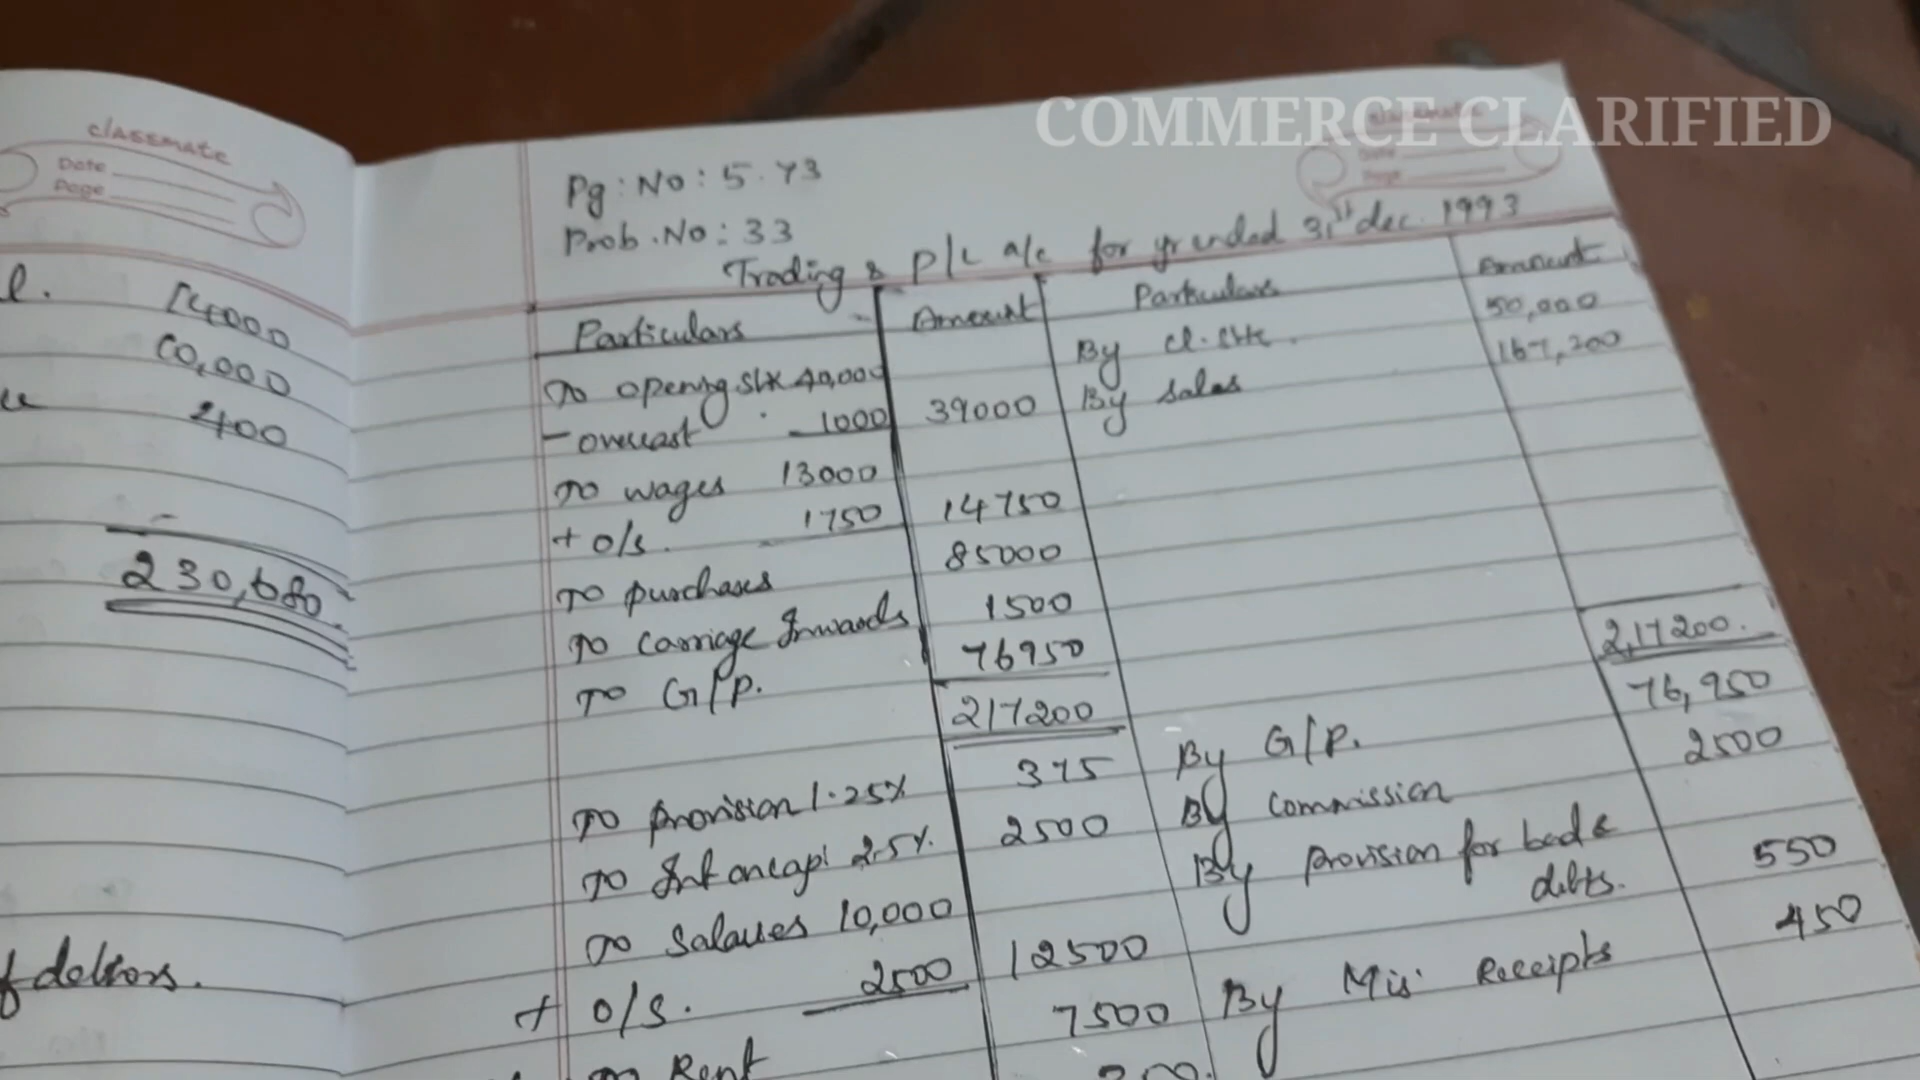 COMMERCE CLARIFIED
classmate
Date
Page
l. 74000
60,000
2400
230,680
of debtors.
Pg: No: 5.73
Prob. No: 33
Trading & P/L a/c for yr ended 31st dec. 1993
Particulars Amount Particulars Amount
To opening stk 40,000 By cl. stk. 50,000
- overcast 1000 39000 By sales 167,200
To wages 13000
+ o/s. 1750 14750
To purchases 85000
To carriage Inwards 1500
To G/P. 76950
217200 2,17200.
To provision 1.25% 375 By G/P. 76,950
To Int on capi 2.5%. 2500 By Commission 2500
To Salaries 10,000 By provision for bad &
debts. 550
+ o/s. 2500 12500 By Mis: Receipts 450
To Rent 7500